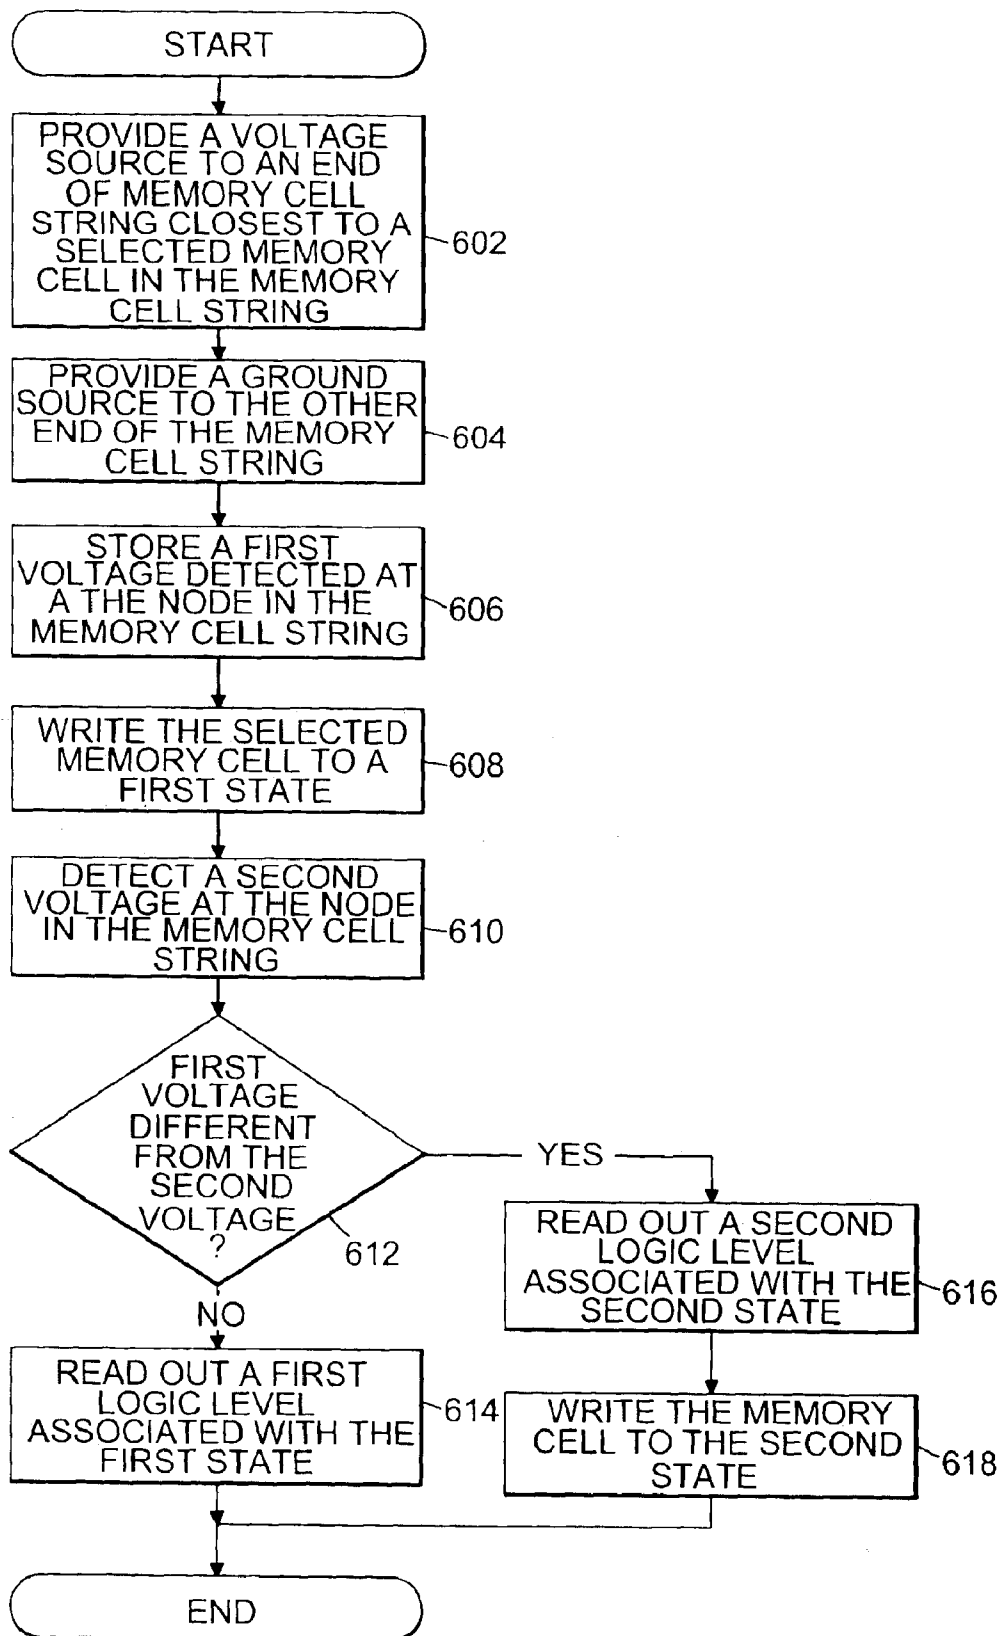 START
PROVIDE A VOLTAGE
SOURCE TO AN END
OF MEMORY CELL
STRING CLOSEST TO A
SELECTED MEMORY
CELL IN THE MEMORY
CELL STRING
602
PROVIDE A GROUND
SOURCE TO THE OTHER
END OF THE MEMORY
CELL STRING
604
STORE A FIRST
VOLTAGE DETECTED AT
A THE NODE IN THE
MEMORY CELL STRING
606
WRITE THE SELECTED
MEMORY CELL TO A
FIRST STATE
608
DETECT A SECOND
VOLTAGE AT THE NODE
IN THE MEMORY CELL
STRING
610
FIRST
VOLTAGE
DIFFERENT
FROM THE
SECOND
VOLTAGE
?
612
YES
NO
READ OUT A SECOND
LOGIC LEVEL
ASSOCIATED WITH THE
SECOND STATE
616
READ OUT A FIRST
LOGIC LEVEL
ASSOCIATED WITH THE
FIRST STATE
614
WRITE THE MEMORY
CELL TO THE SECOND
STATE
618
END